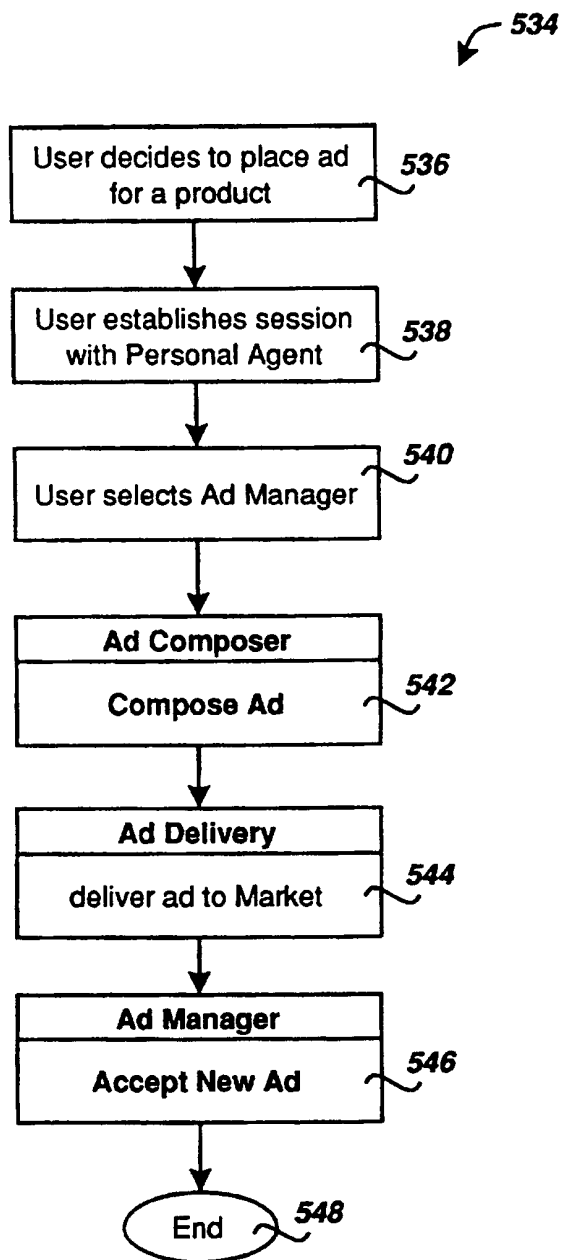 534
User decides to place ad
for a product
536
User establishes session
with Personal Agent
538
540
User selects Ad Manager
Ad Composer
Compose Ad
542
Ad Delivery
deliver ad to Market
544
Ad Manager
Accept New Ad
546
End
548